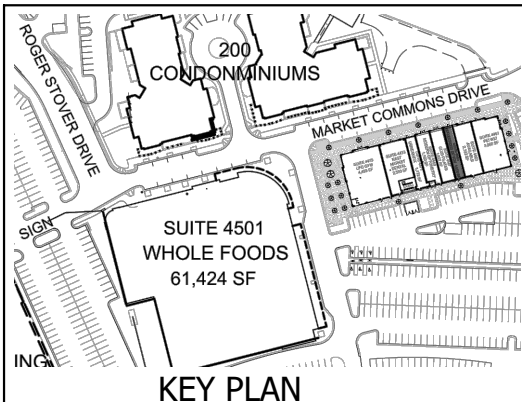 ROGER STOVER DRIVE
200
CONDONMINIUMS
MARKET COMMONS DRIVE
SIGN
SUITE 4501
WHOLE FOODS
61,424 SF
ING
KEY PLAN